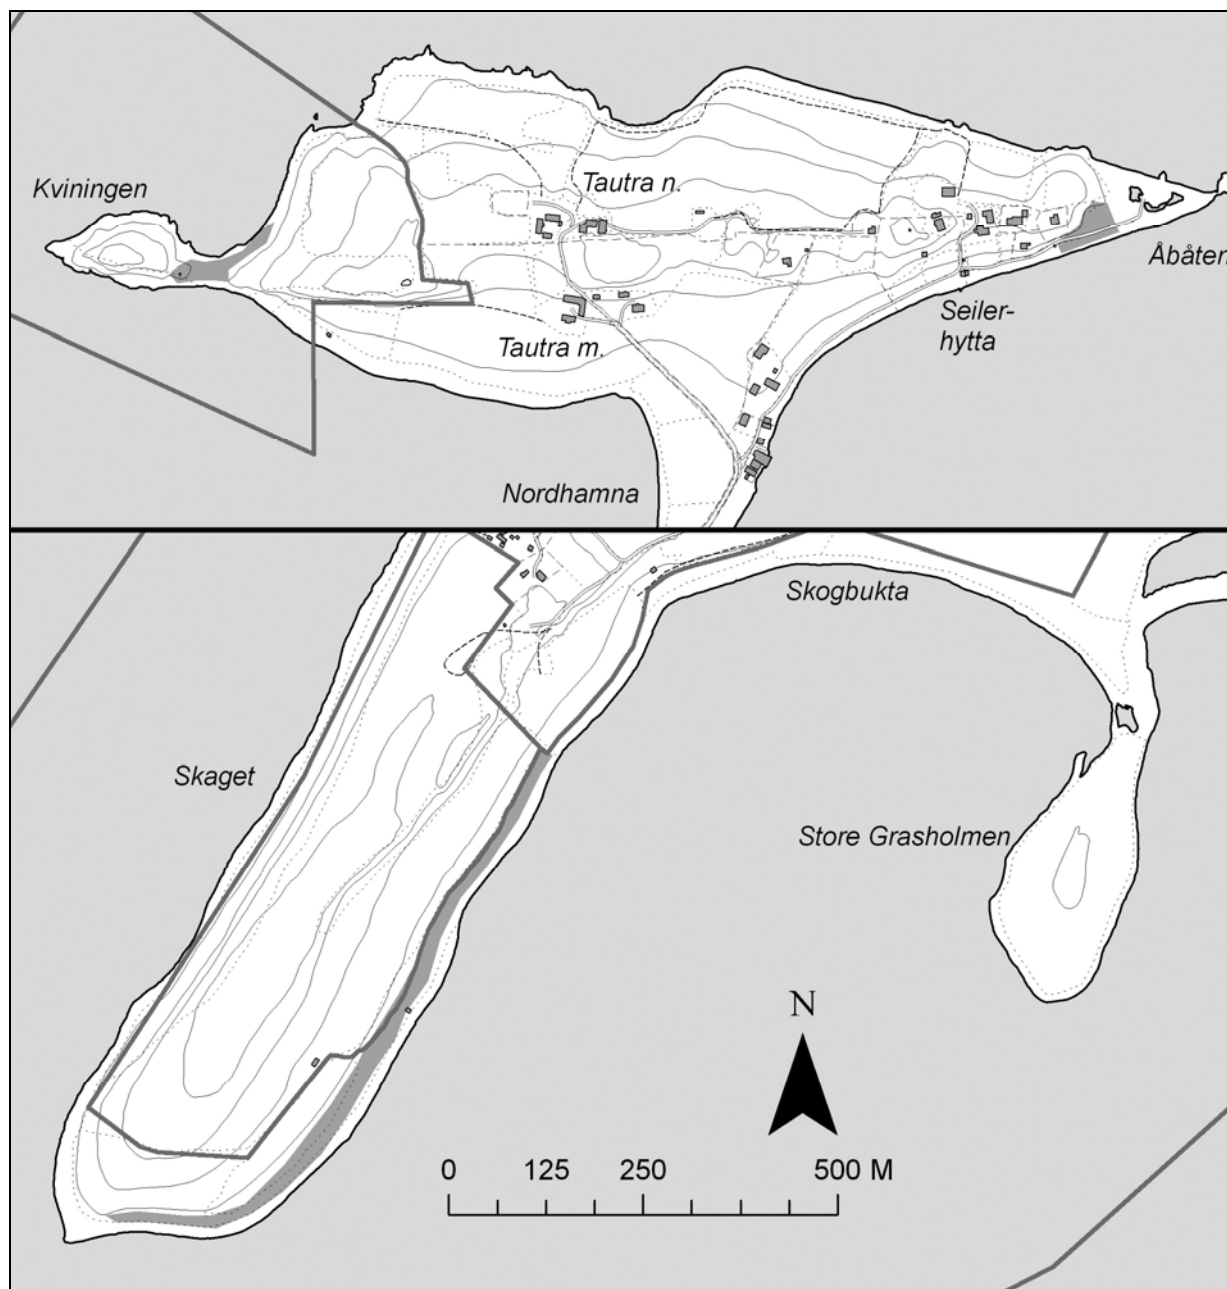 Kviningen
Tautra n.
Åbåten
Seiler-
hytta
Tautra m.
Nordhamna
Skogbukta
Skaget
Store Grasholmen
N
0 125 250 500 M